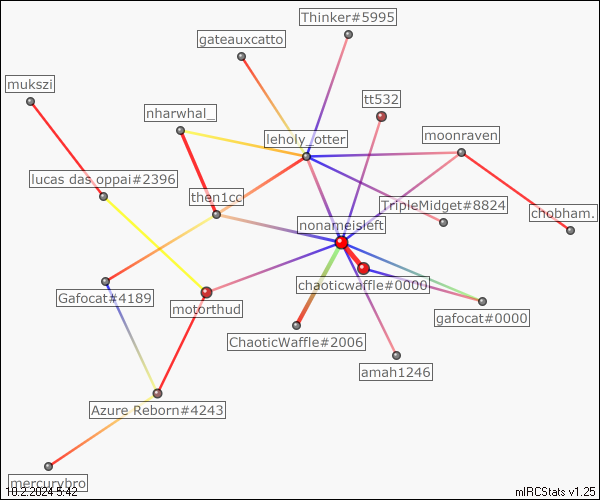 Thinker#5995
gateauxcatto
mukszi
tt532
nharwhal_
leholy_otter
moonraven
lucas das oppai#2396
then1cc
TripleMidget#8824
chobham.
nonameisleft
chaoticwaffle#0000
Gafocat#4189
motorthud
gafocat#0000
ChaoticWaffle#2006
amah1246
Azure Reborn#4243
mercurybro
10.2.2024 5:42
mIRCStats v1.25